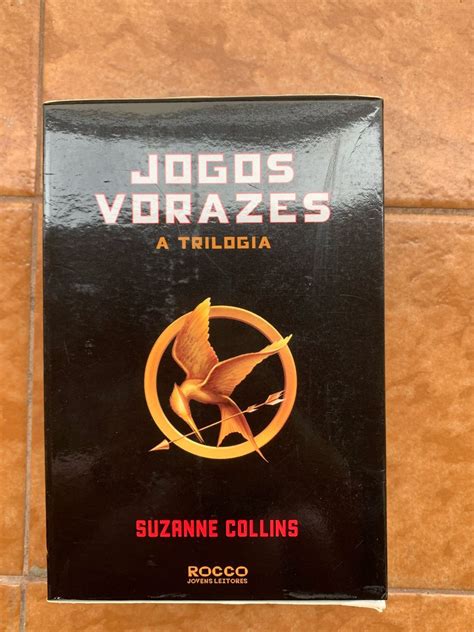 JOGOS
VORAZES
A TRILOGIA
SUZANNE COLLINS
ROCCO
JOVENS LEITORES